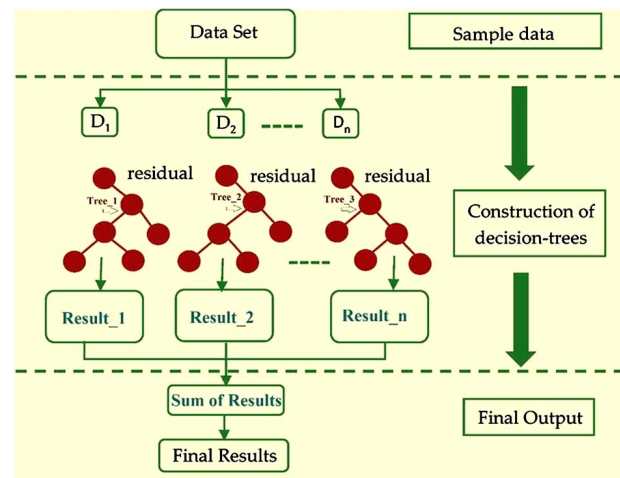 Data Set
Sample data
D1
D2
Dn
residual
residual
residual
Tree_1
Tree_2
Tree_3
Construction of
decision-trees
Result_1
Result_2
Result_n
Sum of Results
Final Output
Final Results